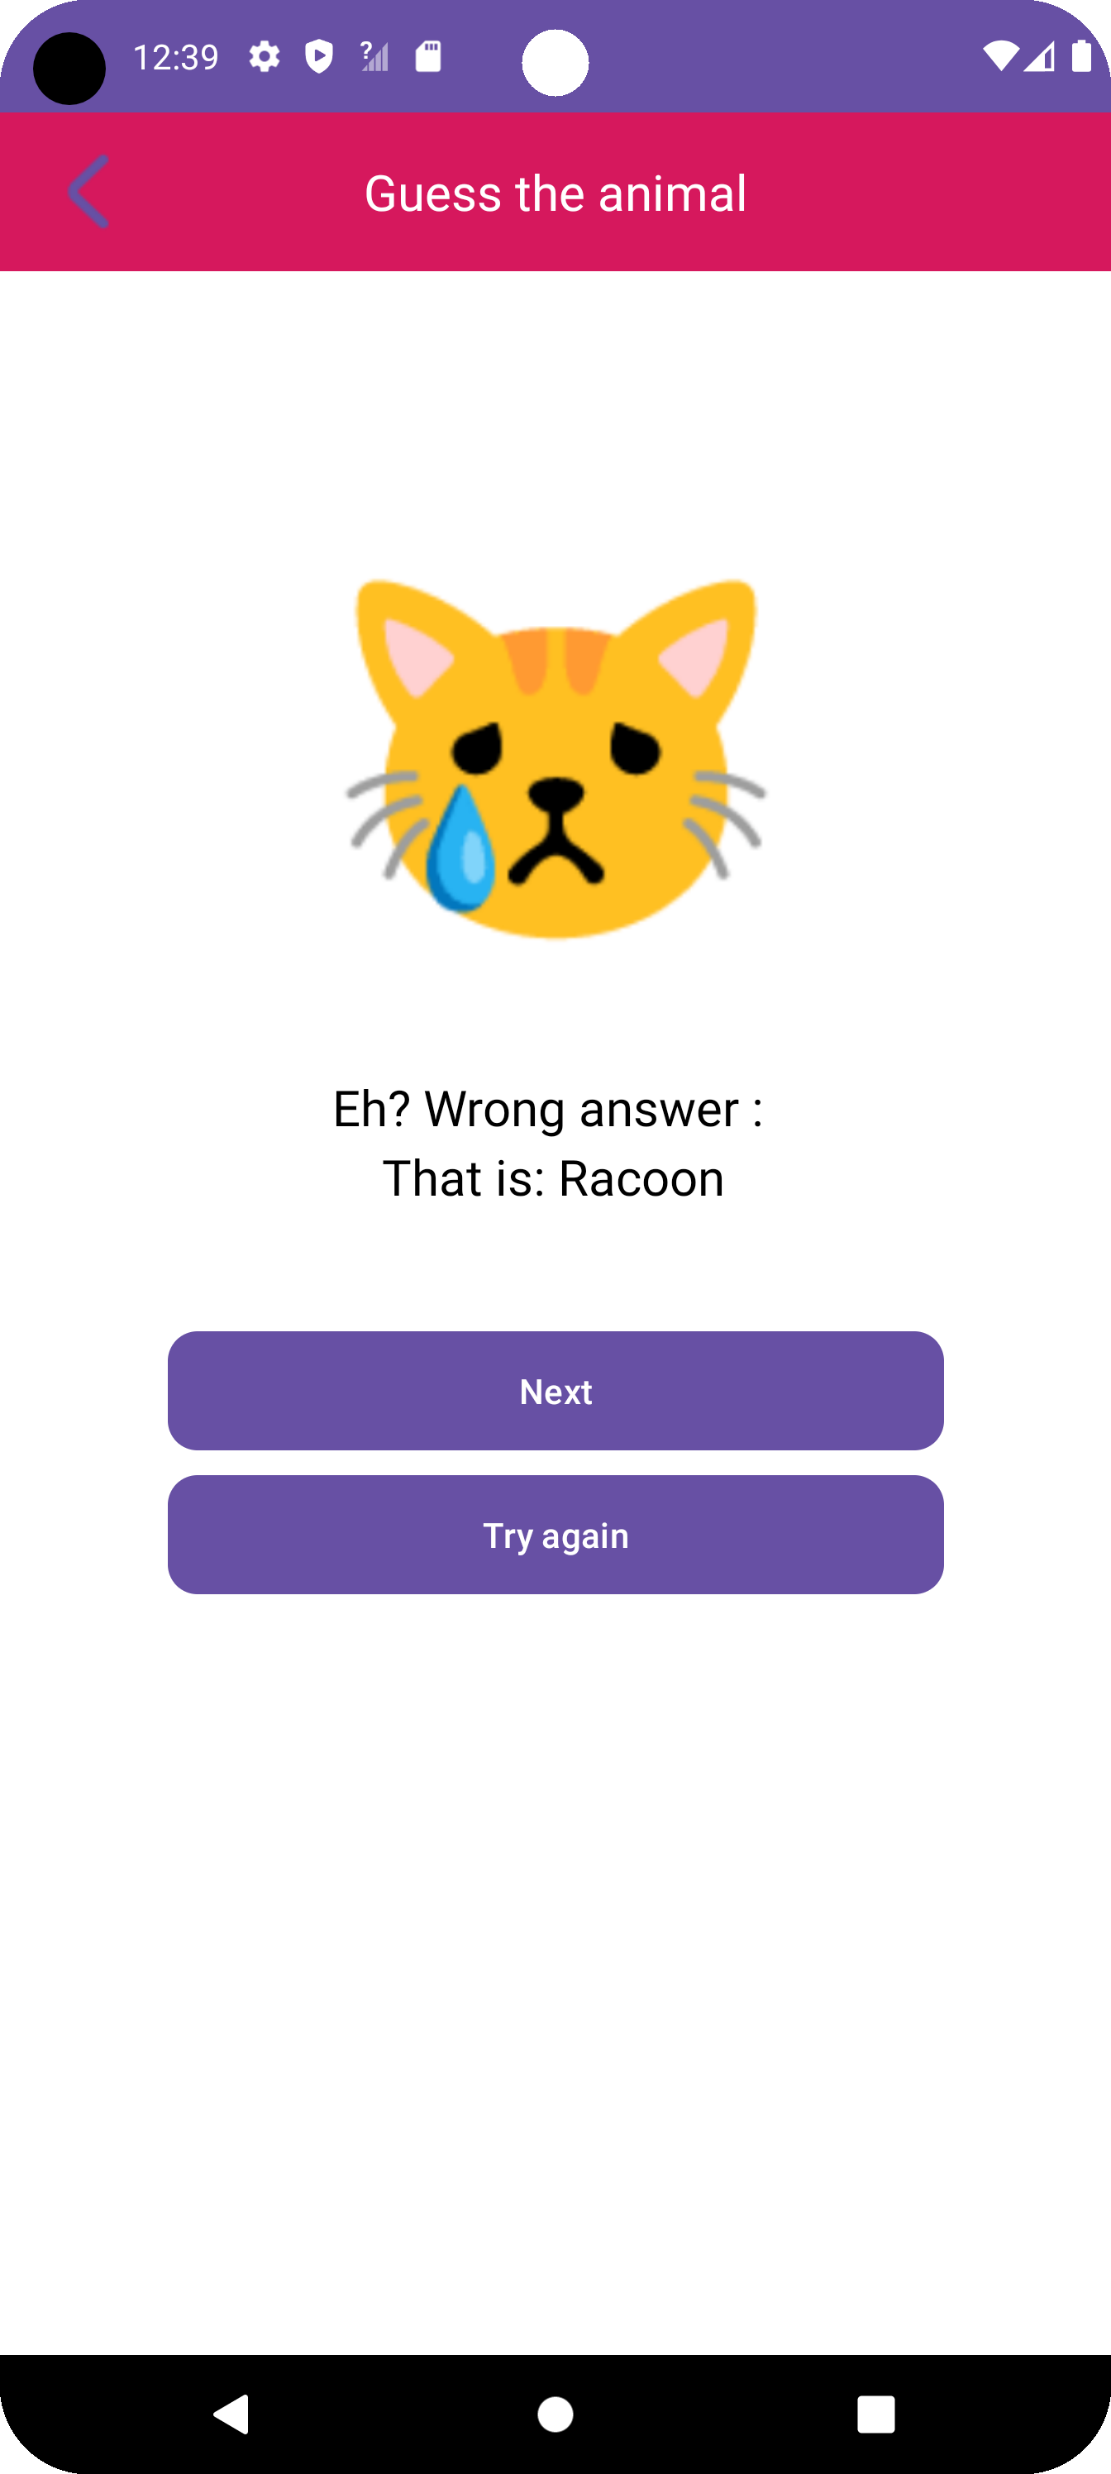 12:39
Guess the animal
Eh? Wrong answer :
That is: Racoon
Next
Try again